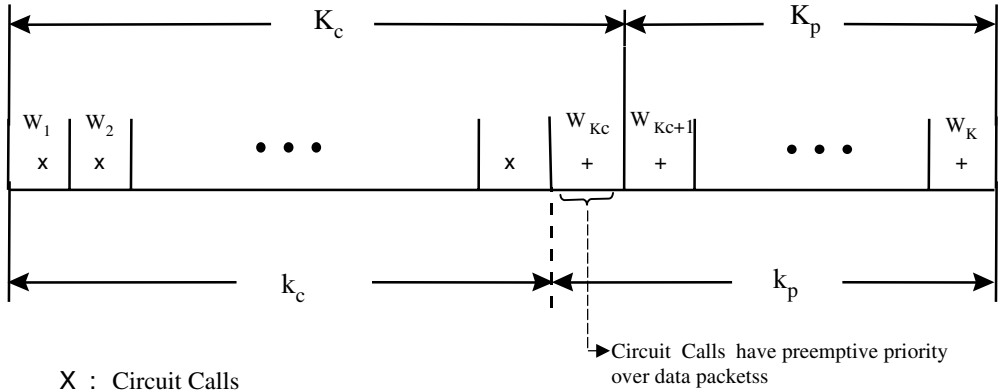 K_c K_p
W_1 W_2 W_Kc W_Kc+1 W_K
x x • • • x + + • • • +
k_c k_p
Circuit Calls have preemptive priority
over data packetss
X : Circuit Calls